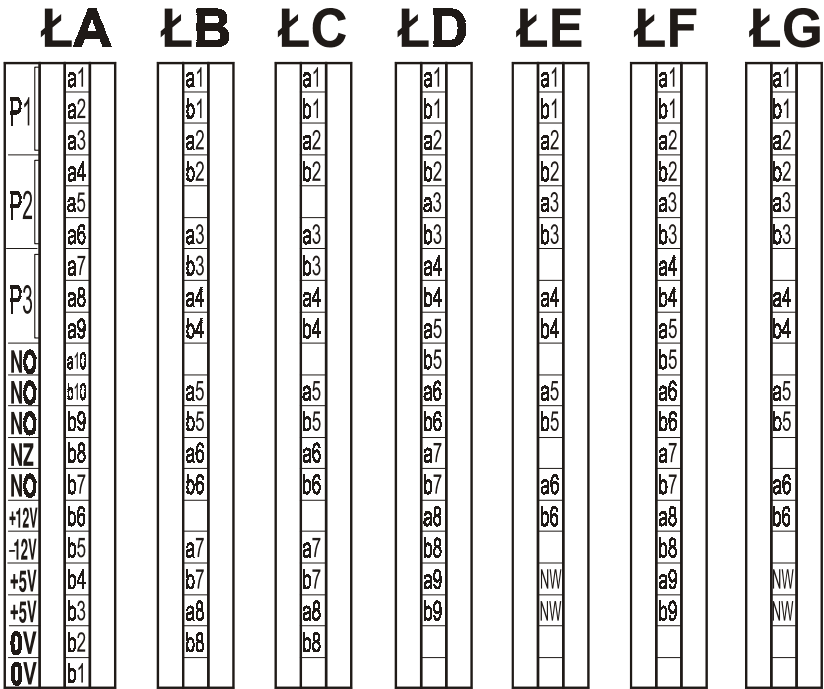 ŁA ŁB ŁC ŁD ŁE ŁF ŁG
a1 a1 a1 a1 a1 a1 a1
P1 a2 b1 b1 b1 b1 b1 b1
a3 a2 a2 a2 a2 a2 a2
a4 b2 b2 b2 b2 b2 b2
P2 a5 a3 a3 a3 a3
a6 a3 a3 b3 b3 b3 b3
a7 b3 b3 a4 a4
P3 a8 a4 a4 b4 a4 b4 a4
a9 b4 b4 a5 b4 a5 b4
NO a10 b5 b5
NO b10 a5 a5 a6 a5 a6 a5
NO b9 b5 b5 b6 b5 b6 b5
NZ b8 a6 a6 a7 a7
NO b7 b6 b6 b7 a6 b7 a6
+12V b6 a8 b6 a8 b6
-12V b5 a7 a7 b8 b8
+5V b4 b7 b7 a9 NW a9 NW
+5V b3 a8 a8 b9 NW b9 NW
0V b2 b8 b8
0V b1